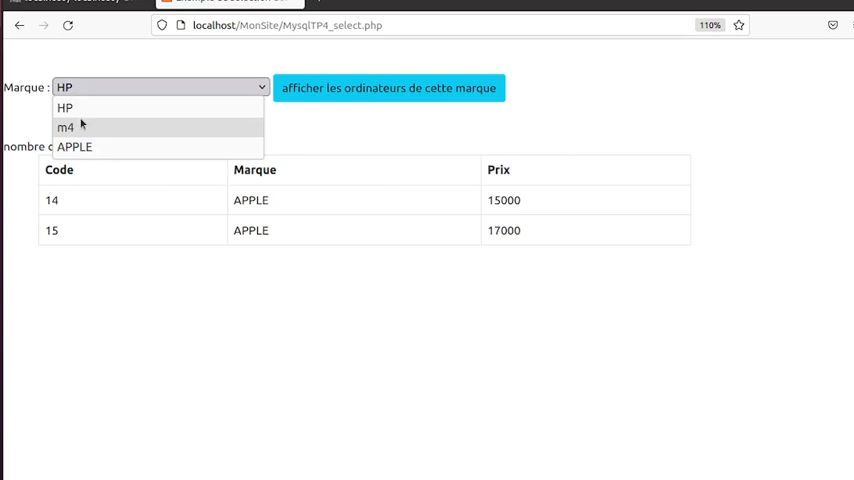 localhost/MonSite/MysqlTP4_select.php
110%
Marque : HP
afficher les ordinateurs de cette marque
HP
m4
APPLE
nombre
Code Marque Prix
14 APPLE 15000
15 APPLE 17000